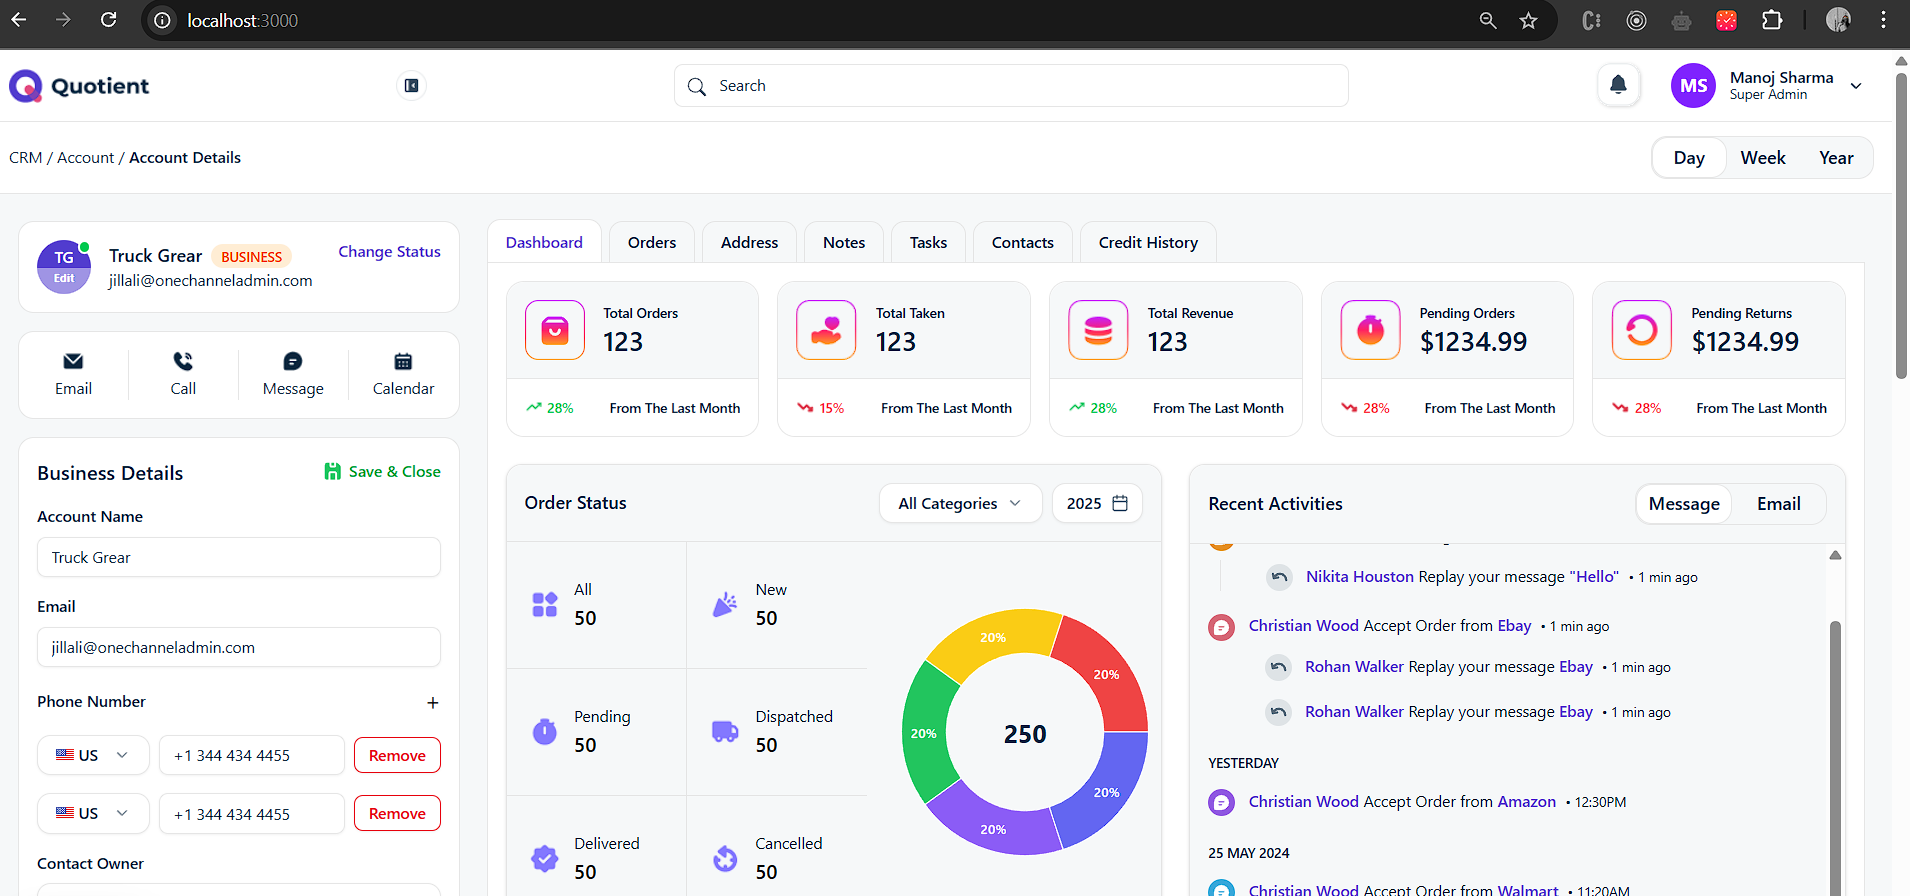 localhost:3000
Quotient
Search
MS
Manoj Sharma
Super Admin
CRM / Account / Account Details
Day Week Year
TG
Edit
Truck Grear BUSINESS
jillali@onechanneladmin.com
Change Status
Email Call Message Calendar
Business Details
Save & Close
Account Name
Truck Grear
Email
jillali@onechanneladmin.com
Phone Number +
US +1 344 434 4455 Remove
US +1 344 434 4455 Remove
Contact Owner
Dashboard Orders Address Notes Tasks Contacts Credit History
Total Orders
123
28% From The Last Month
Total Taken
123
15% From The Last Month
Total Revenue
123
28% From The Last Month
Pending Orders
$1234.99
28% From The Last Month
Pending Returns
$1234.99
28% From The Last Month
Order Status
All Categories
2025
All
50
New
50
Pending
50
Dispatched
50
Delivered
50
Cancelled
50
20%
20%
20%
20%
20%
250
Recent Activities
Message Email
Nikita Houston Replay your message "Hello" • 1 min ago
Christian Wood Accept Order from Ebay • 1 min ago
Rohan Walker Replay your message Ebay • 1 min ago
Rohan Walker Replay your message Ebay • 1 min ago
YESTERDAY
Christian Wood Accept Order from Amazon • 12:30PM
25 MAY 2024
Christian Wood Accept Order from Walmart • 11:20AM